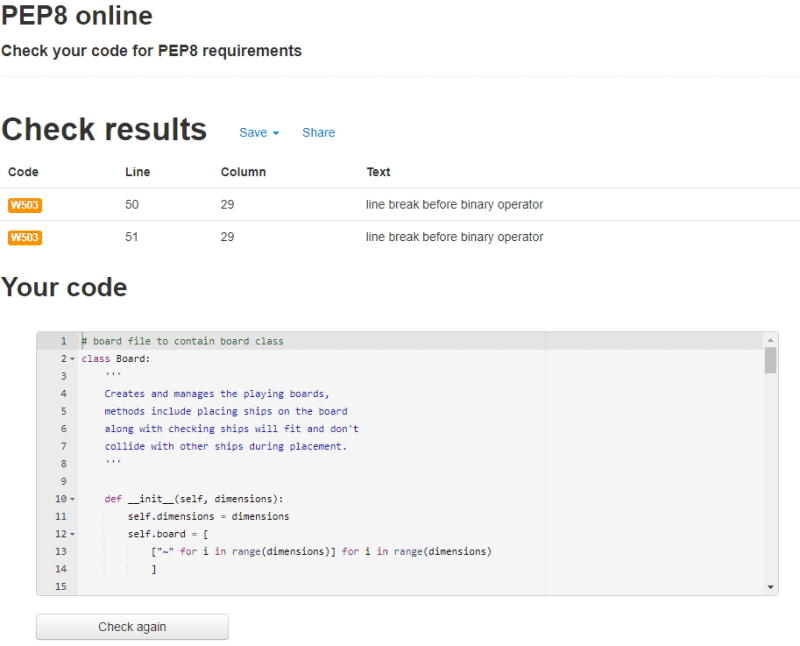 PEP8 online
Check your code for PEP8 requirements
Check results Save Share
Code Line Column Text
W503 50 29 line break before binary operator
W503 51 29 line break before binary operator
Your code
1 # board file to contain board class
2 class Board:
3 '''
4 Creates and manages the playing boards,
5 methods include placing ships on the board
6 along with checking ships will fit and don't
7 collide with other ships during placement.
8 '''
9
10 def __init__(self, dimensions):
11 self.dimensions = dimensions
12 self.board = [
13 ["~" for i in range(dimensions)] for i in range(dimensions)
14 ]
15
Check again